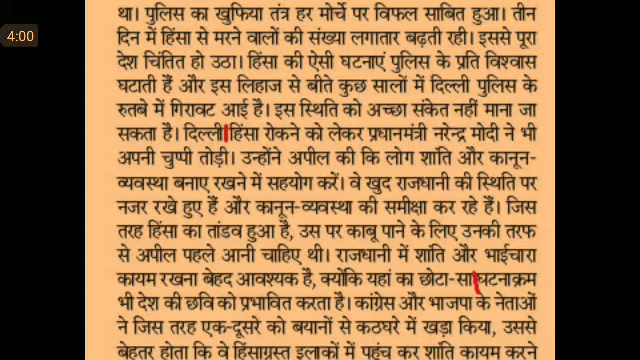 था। पुलिस का खुफिया तंत्र हर मोर्चे पर विफल साबित हुआ। तीन
4:00
दिन में हिंसा से मरने वालों की संख्या लगातार बढ़ती रही। इससे पूरा
देश चिंतित हो उठा। हिंसा की ऐसी घटनाएं पुलिस के प्रति विश्वास
घटाती हैं और इस लिहाज से बीते कुछ सालों में दिल्ली पुलिस के
रुतबे में गिरावट आई है। इस स्थिति को अच्छा संकेत नहीं माना जा
सकता है। दिल्ली हिंसा रोकने को लेकर प्रधानमंत्री नरेन्द्र मोदी ने भी
अपनी चुप्पी तोड़ी। उन्होंने अपील की कि लोग शांति और कानून-
व्यवस्था बनाए रखने में सहयोग करें। वे खुद राजधानी की स्थिति पर
नजर रखे हुए हैं और कानून-व्यवस्था की समीक्षा कर रहे हैं। जिस
तरह हिंसा का तांडव हुआ है, उस पर काबू पाने के लिए उनकी तरफ
से अपील पहले आनी चाहिए थी। राजधानी में शांति और भाईचारा
कायम रखना बेहद आवश्यक है, क्योंकि यहां का छोटा-सा घटनाक्रम
भी देश की छवि को प्रभावित करता है। कांग्रेस और भाजपा के नेताओं
ने जिस तरह एक-दूसरे को बयानों से कठघरे में खड़ा किया, उससे
बेहतर होता कि वे हिंसाग्रस्त इलाकों में पहुंच कर शांति कायम करने